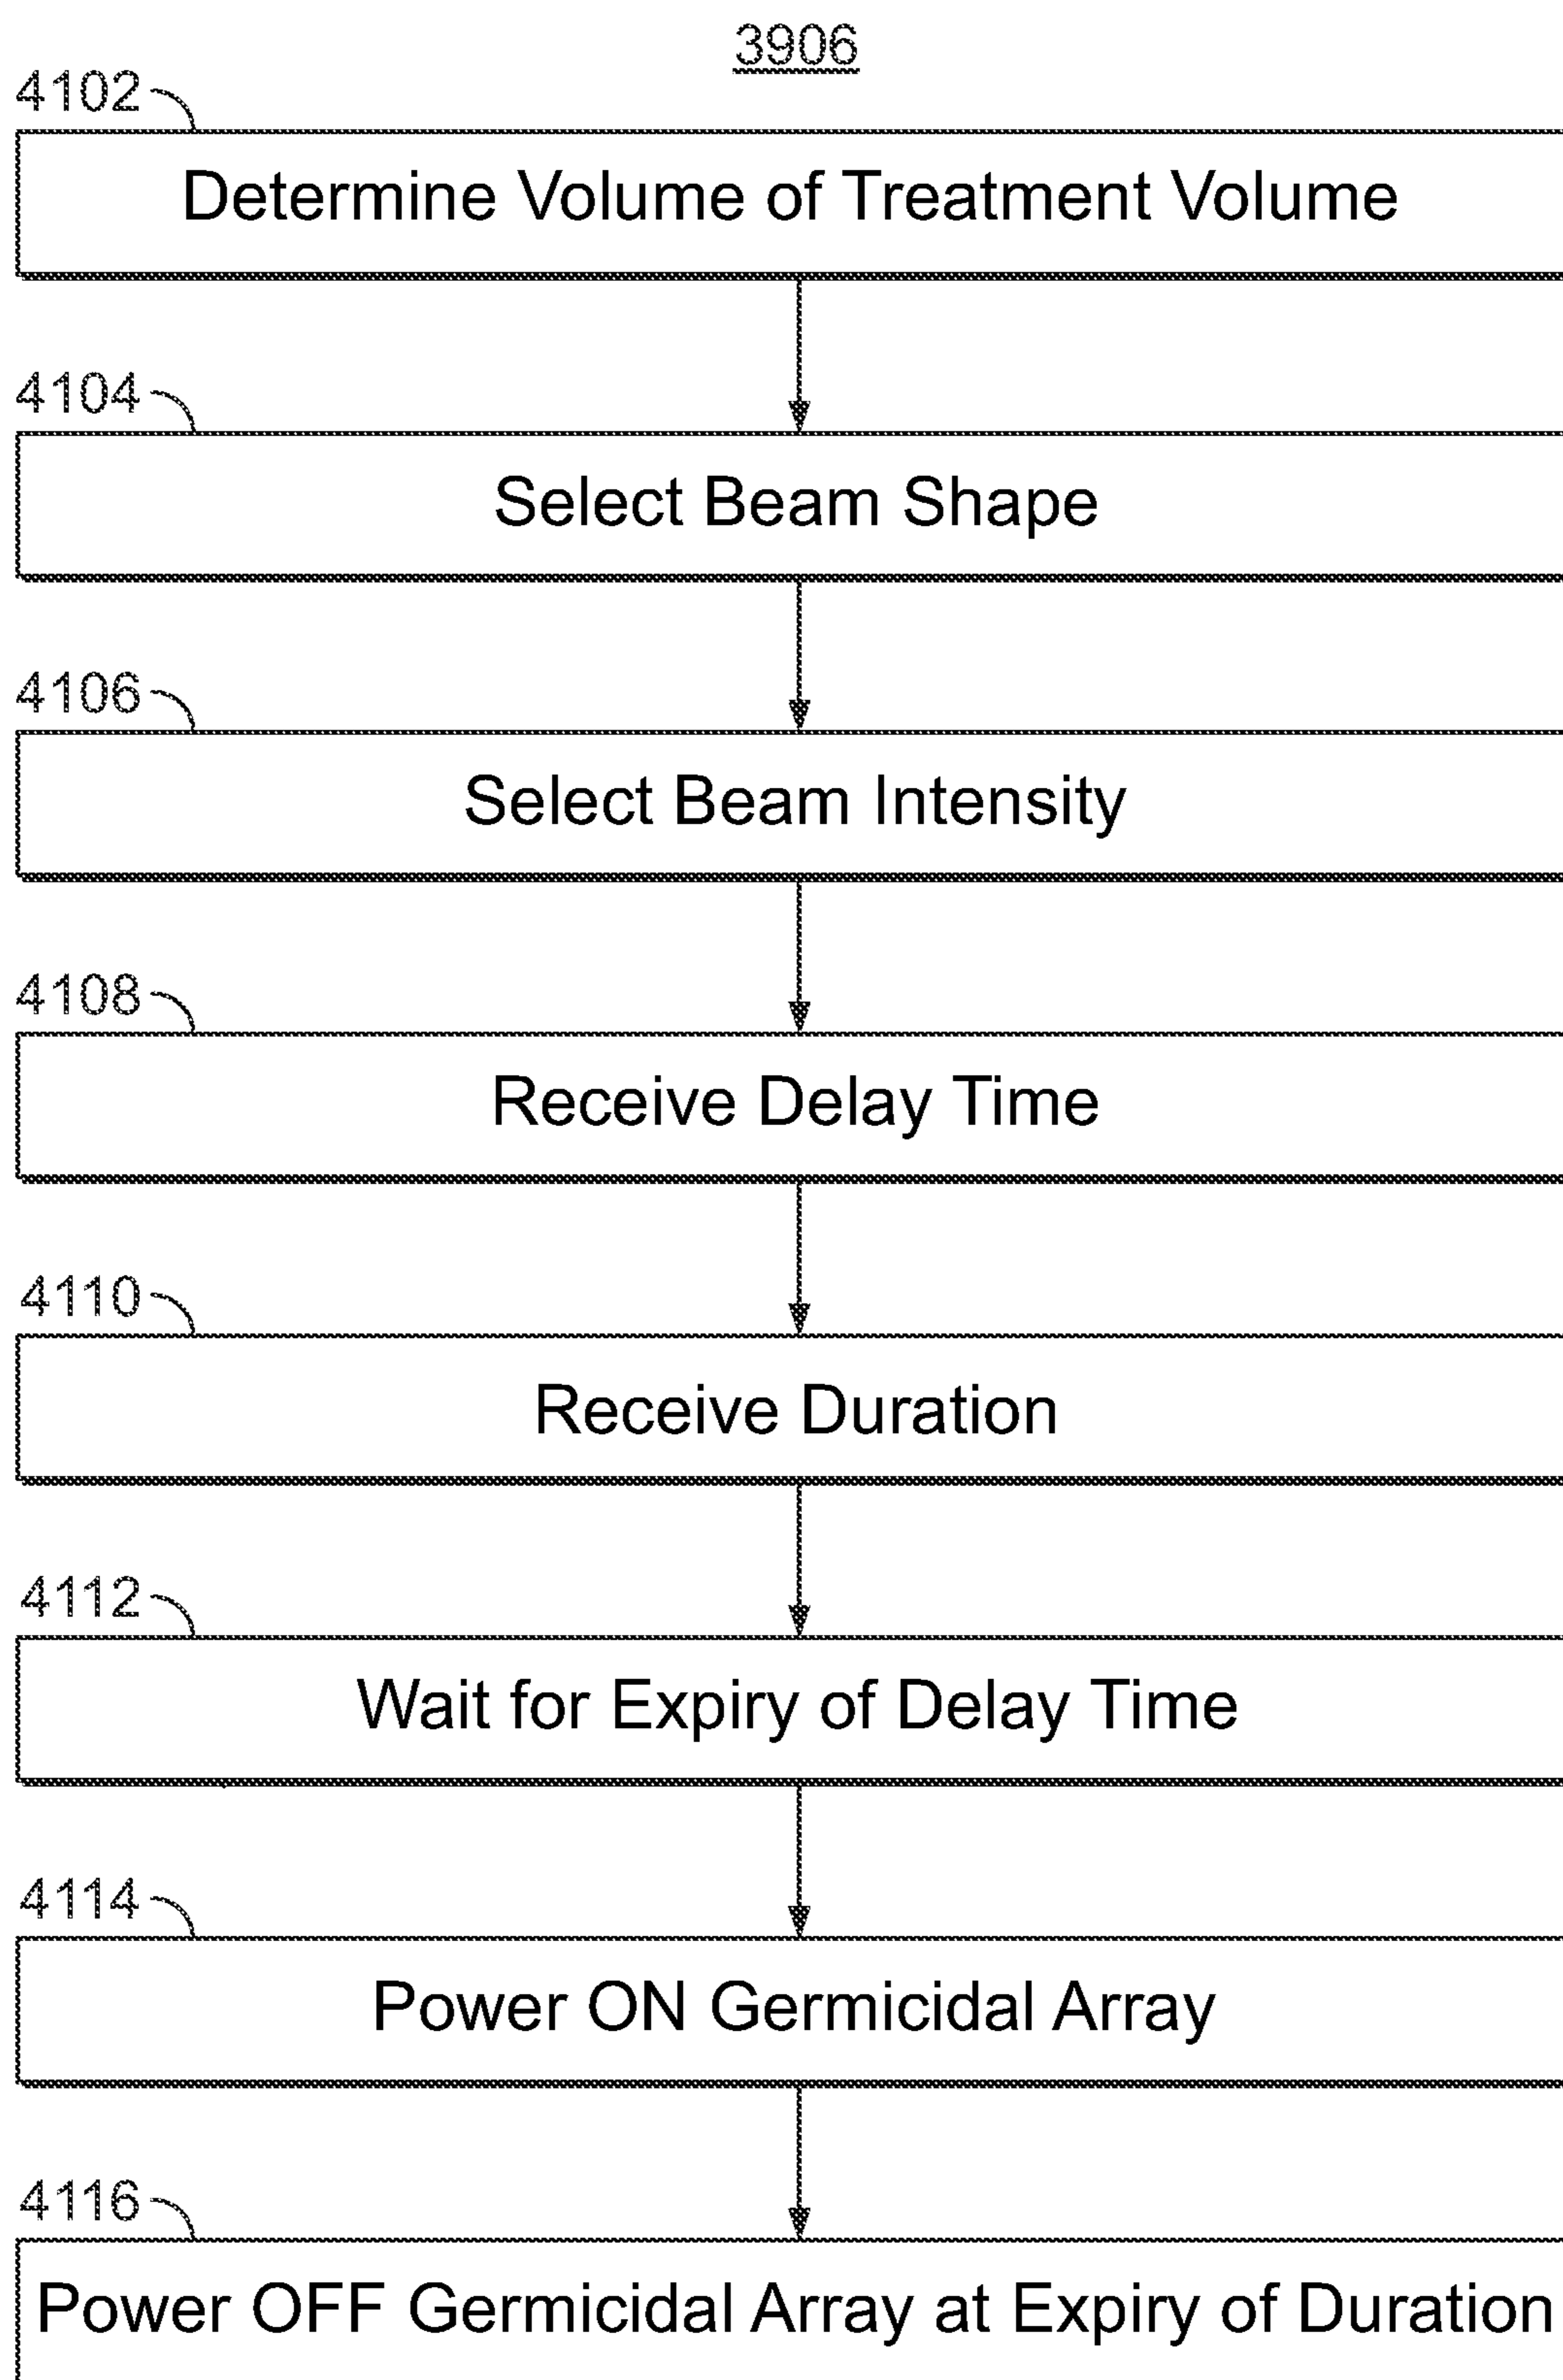 3906
4102
Determine Volume of Treatment Volume
4104
Select Beam Shape
4106
Select Beam Intensity
4108
Receive Delay Time
4110
Receive Duration
4112
Wait for Expiry of Delay Time
4114
Power ON Germicidal Array
4116
Power OFF Germicidal Array at Expiry of Duration